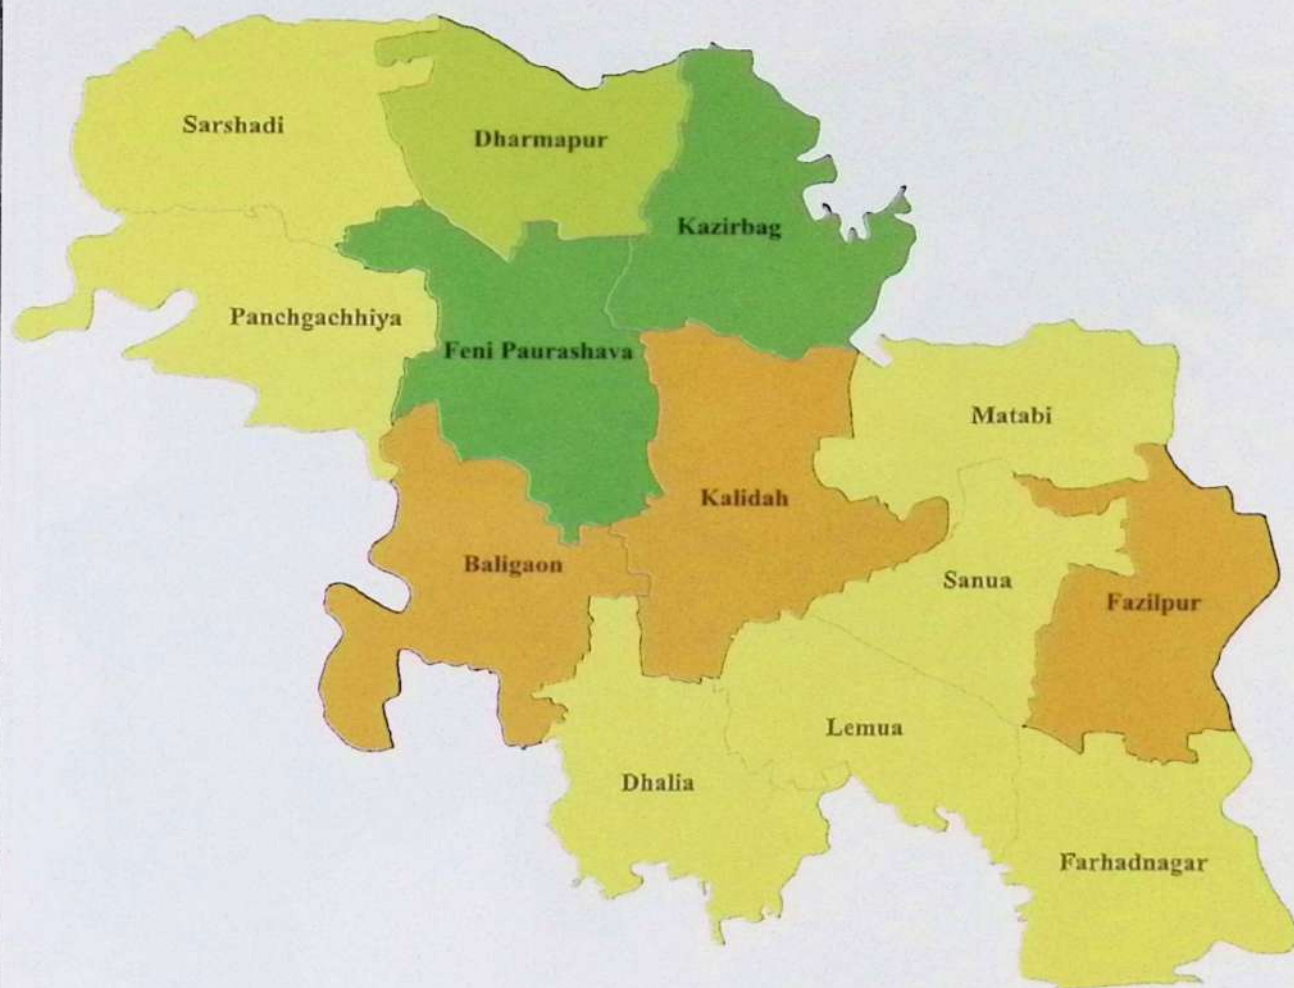 Sarshadi
Dharmapur
Kazirbag
Panchgachhiya
Feni Paurashava
Matabi
Kalidah
Baligaon
Sanua
Fazilpur
Lemua
Dhalia
Farhadnagar